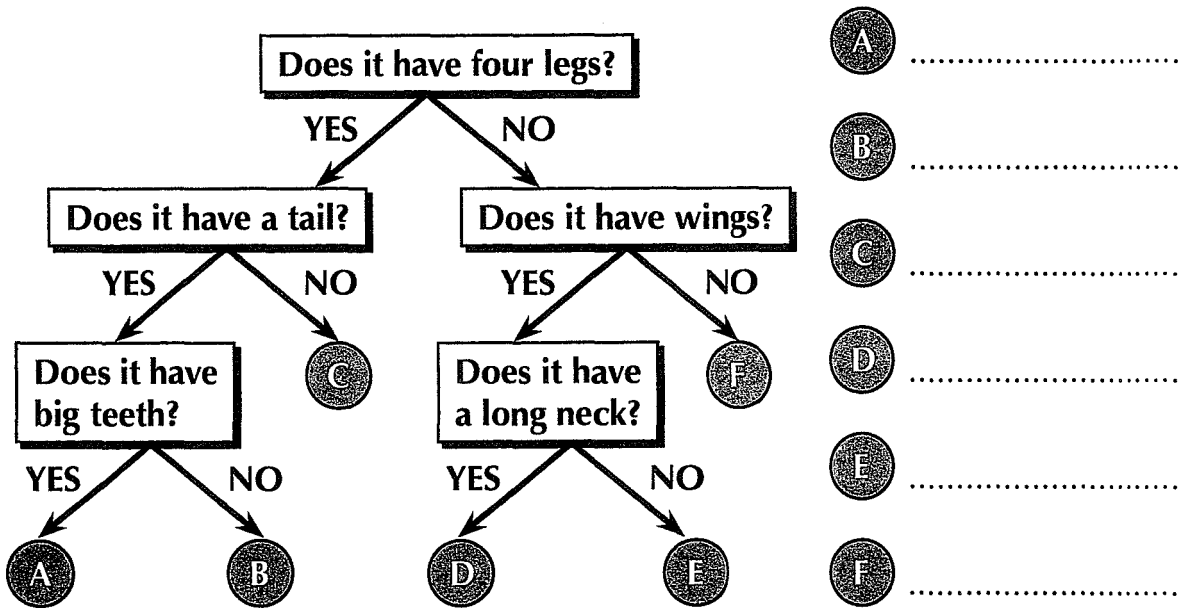 Does it have four legs?
YES
NO
Does it have a tail?
Does it have wings?
YES
NO
YES
NO
Does it have
big teeth?
C
Does it have
a long neck?
F
YES
NO
YES
NO
A
B
D
E
A ..............................
B ..............................
C ..............................
D ..............................
E ..............................
F ..............................